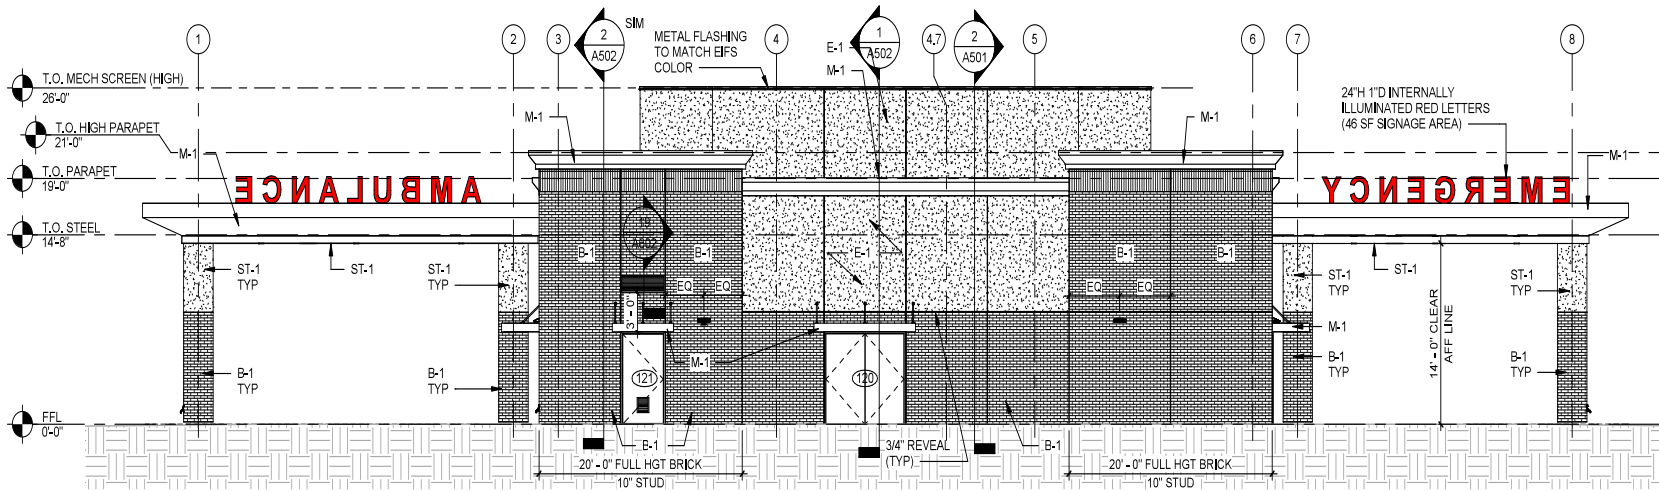 1
2
3
2
A502
SIM
4
1
A502
4.7
2
A501
5
6
7
8
METAL FLASHING
TO MATCH EIFS
COLOR
E-1
M-1
T.O. MECH SCREEN (HIGH)
26'-0"
24"H 1"D INTERNALLY
ILLUMINATED RED LETTERS
(46 SF SIGNAGE AREA)
T.O. HIGH PARAPET
21'-0"
M-1
M-1
M-1
M-1
T.O. PARAPET
19'-0"
AMBULANCE
EMERGENCY
T.O. STEEL
14'-8"
19
A602
B-1
B-1
E-1
B-1
B-1
ST-1
TYP
ST-1
ST-1
TYP
ST-1
TYP
ST-1
ST-1
TYP
EQ
EQ
EQ
EQ
3' - 0"
M-1
M-1
14' - 0" CLEAR
AFF LINE
B-1
TYP
B-1
TYP
B-1
TYP
B-1
TYP
121
120
FFL
0'-0"
B-1
3/4" REVEAL
(TYP)
B-1
20' - 0" FULL HGT BRICK
10" STUD
20' - 0" FULL HGT BRICK
10" STUD